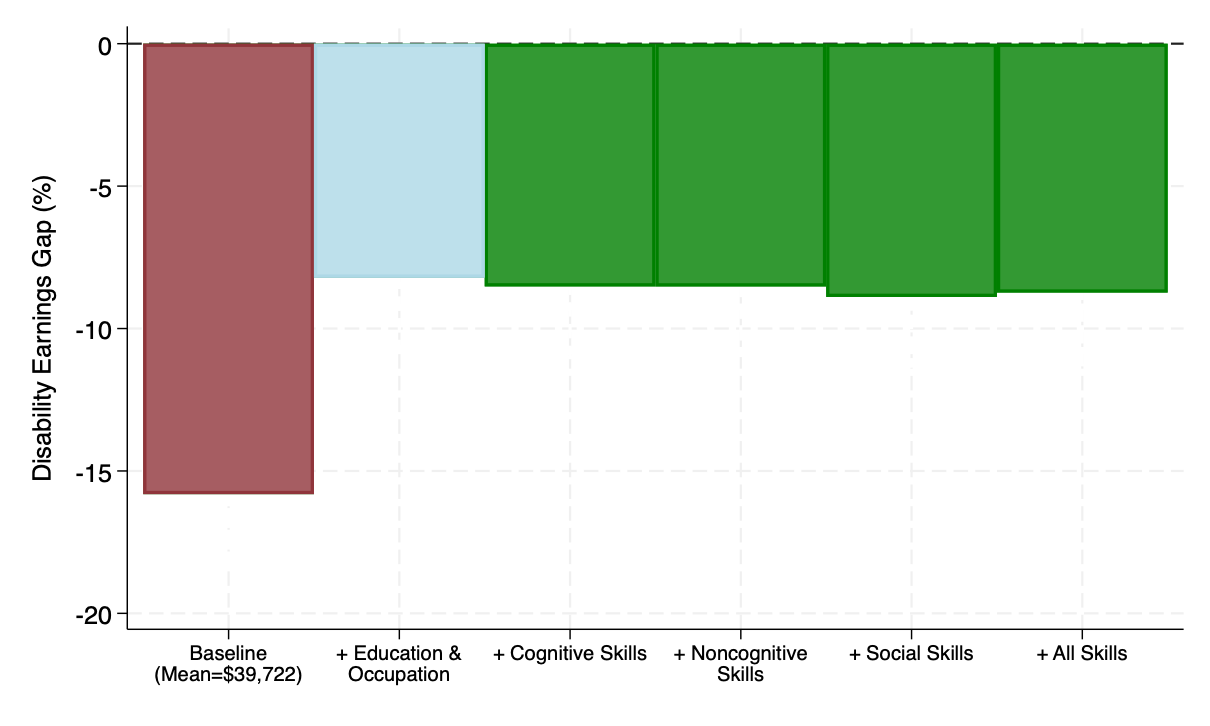 Disability Earnings Gap (%)
0
-5
-10
-15
-20
Baseline
(Mean=$39,722)
+ Education &
Occupation
+ Cognitive Skills
+ Noncognitive
Skills
+ Social Skills
+ All Skills